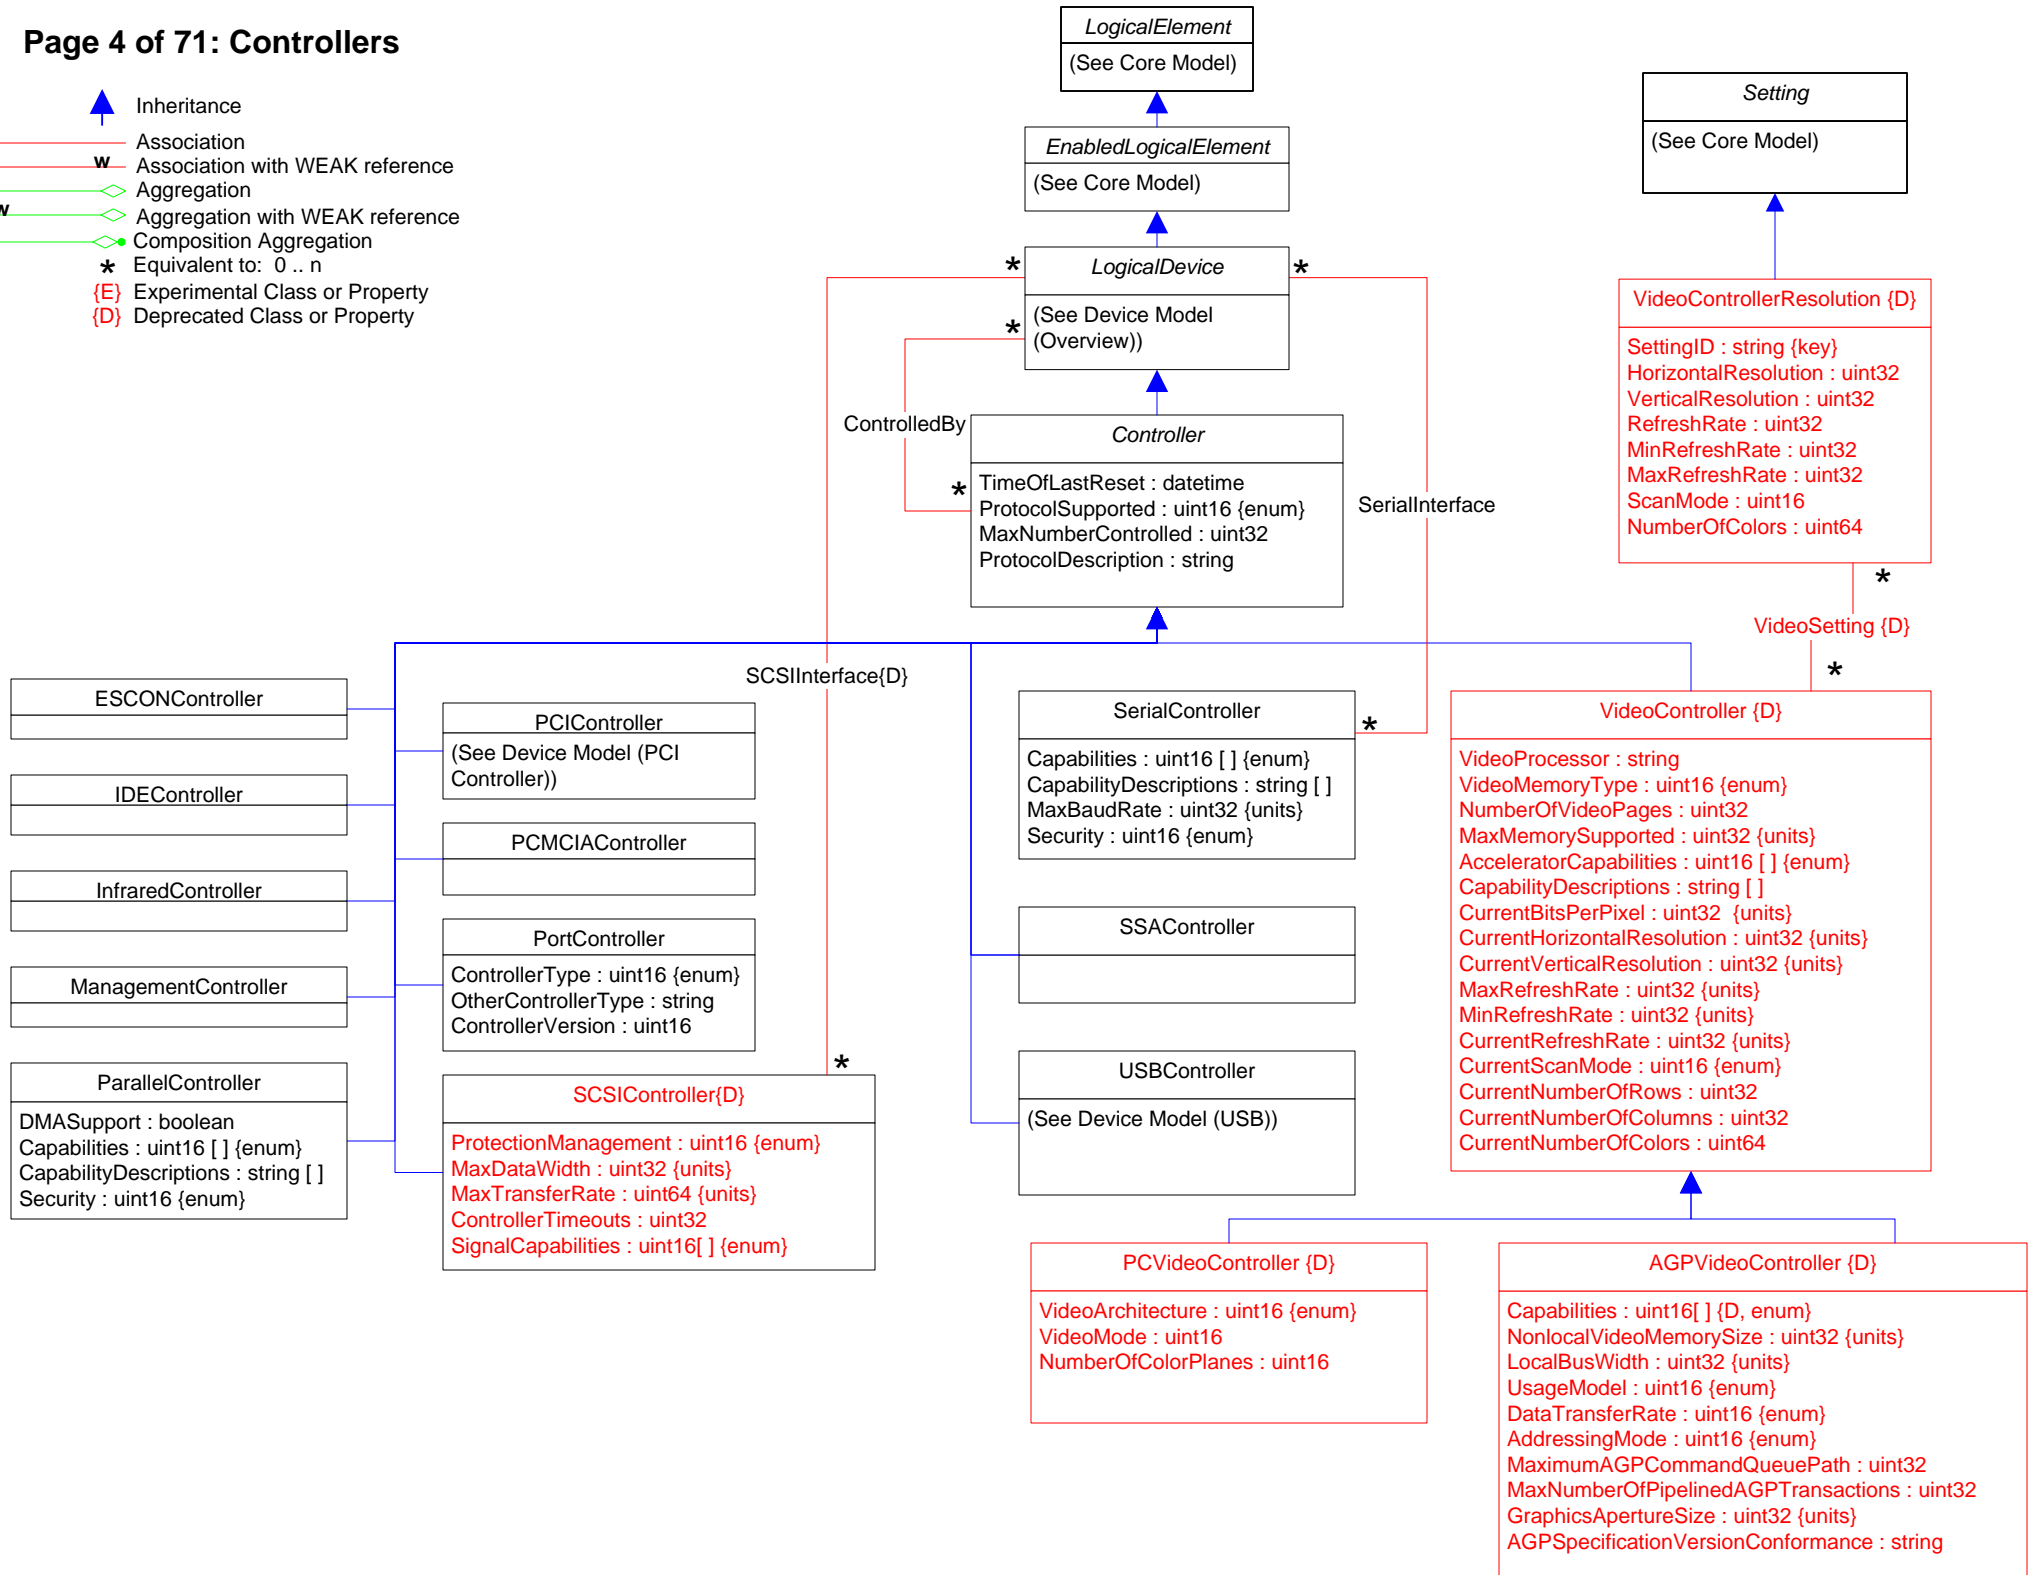 Page 4 of 71: Controllers
Inheritance
Association
w
Association with WEAK reference
Aggregation
w
Aggregation with WEAK reference
Composition Aggregation
* Equivalent to: 0 .. n
{E} Experimental Class or Property
{D} Deprecated Class or Property
LogicalElement
(See Core Model)
EnabledLogicalElement
(See Core Model)
*
LogicalDevice
*
(See Device Model
(Overview))
*
ControlledBy
Controller
*
TimeOfLastReset : datetime
ProtocolSupported : uint16 {enum}
MaxNumberControlled : uint32
ProtocolDescription : string
SerialInterface
Setting
(See Core Model)
VideoControllerResolution {D}
SettingID : string {key}
HorizontalResolution : uint32
VerticalResolution : uint32
RefreshRate : uint32
MinRefreshRate : uint32
MaxRefreshRate : uint32
ScanMode : uint16
NumberOfColors : uint64
*
VideoSetting {D}
*
SCSIInterface{D}
ESCONController
IDEController
InfraredController
ManagementController
ParallelController
DMASupport : boolean
Capabilities : uint16 [ ] {enum}
CapabilityDescriptions : string [ ]
Security : uint16 {enum}
PCIController
(See Device Model (PCI
Controller))
PCMCIAController
PortController
ControllerType : uint16 {enum}
OtherControllerType : string
ControllerVersion : uint16
*
SCSIController{D}
ProtectionManagement : uint16 {enum}
MaxDataWidth : uint32 {units}
MaxTransferRate : uint64 {units}
ControllerTimeouts : uint32
SignalCapabilities : uint16[ ] {enum}
SerialController
*
Capabilities : uint16 [ ] {enum}
CapabilityDescriptions : string [ ]
MaxBaudRate : uint32 {units}
Security : uint16 {enum}
SSAController
USBController
(See Device Model (USB))
VideoController {D}
VideoProcessor : string
VideoMemoryType : uint16 {enum}
NumberOfVideoPages : uint32
MaxMemorySupported : uint32 {units}
AcceleratorCapabilities : uint16 [ ] {enum}
CapabilityDescriptions : string [ ]
CurrentBitsPerPixel : uint32 {units}
CurrentHorizontalResolution : uint32 {units}
CurrentVerticalResolution : uint32 {units}
MaxRefreshRate : uint32 {units}
MinRefreshRate : uint32 {units}
CurrentRefreshRate : uint32 {units}
CurrentScanMode : uint16 {enum}
CurrentNumberOfRows : uint32
CurrentNumberOfColumns : uint32
CurrentNumberOfColors : uint64
PCVideoController {D}
VideoArchitecture : uint16 {enum}
VideoMode : uint16
NumberOfColorPlanes : uint16
AGPVideoController {D}
Capabilities : uint16[ ] {D, enum}
NonlocalVideoMemorySize : uint32 {units}
LocalBusWidth : uint32 {units}
UsageModel : uint16 {enum}
DataTransferRate : uint16 {enum}
AddressingMode : uint16 {enum}
MaximumAGPCommandQueuePath : uint32
MaxNumberOfPipelinedAGPTransactions : uint32
GraphicsApertureSize : uint32 {units}
AGPSpecificationVersionConformance : string